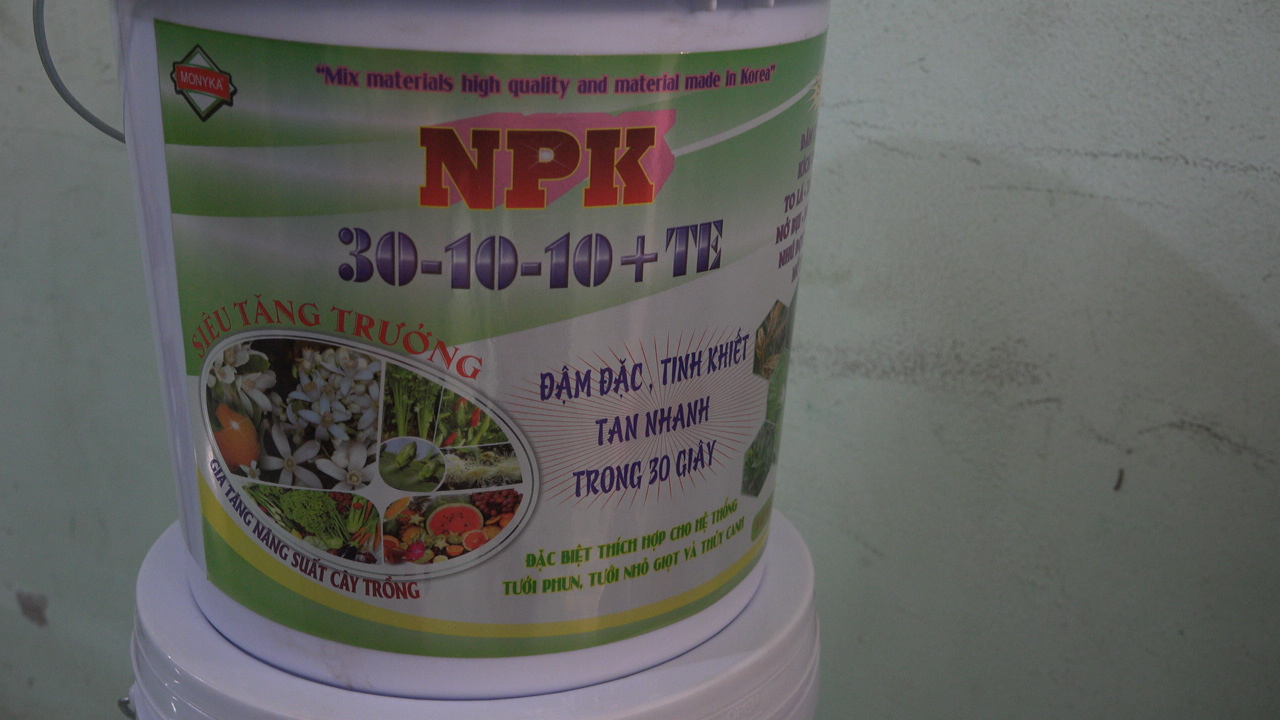 MONYKA
"Mix materials high quality and material made in Korea"
NPK
30-10-10+TE
SIÊU TĂNG TRƯỞNG
GIA TĂNG NĂNG SUẤT CÂY TRỒNG
ĐẬM ĐẶC, TINH KHIẾT
TAN NHANH
TRONG 30 GIÂY
ĐẶC BIỆT THÍCH HỢP CHO HỆ THỐNG
TƯỚI PHUN, TƯỚI NHỎ GIỌT VÀ THỦY CANH
TO LÁ